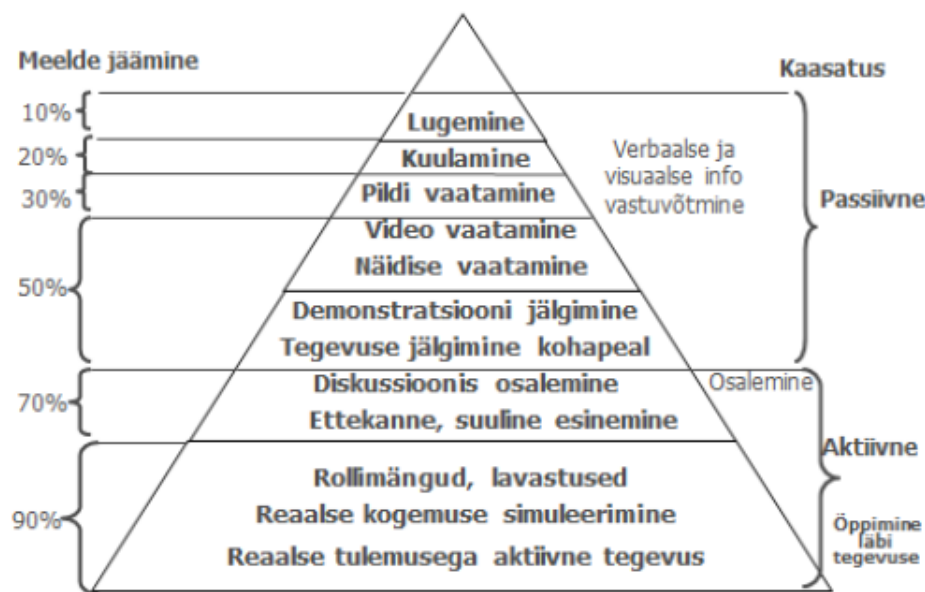 Meelde jäämine
Kaasatus
10%
Lugemine
20%
Kuulamine
Verbaalse ja
visuaalse info
vastuvõtmine
30%
Pildi vaatamine
Passiivne
Video vaatamine
Näidise vaatamine
50%
Demonstratsiooni jälgimine
Tegevuse jälgimine kohapeal
70%
Diskussioonis osalemine
Osalemine
Ettekanne, suuline esinemine
Aktiivne
Rollimängud, lavastused
90%
Reaalse kogemuse simuleerimine
Reaalse tulemusega aktiivne tegevus
Õppimine
läbi
tegevuse